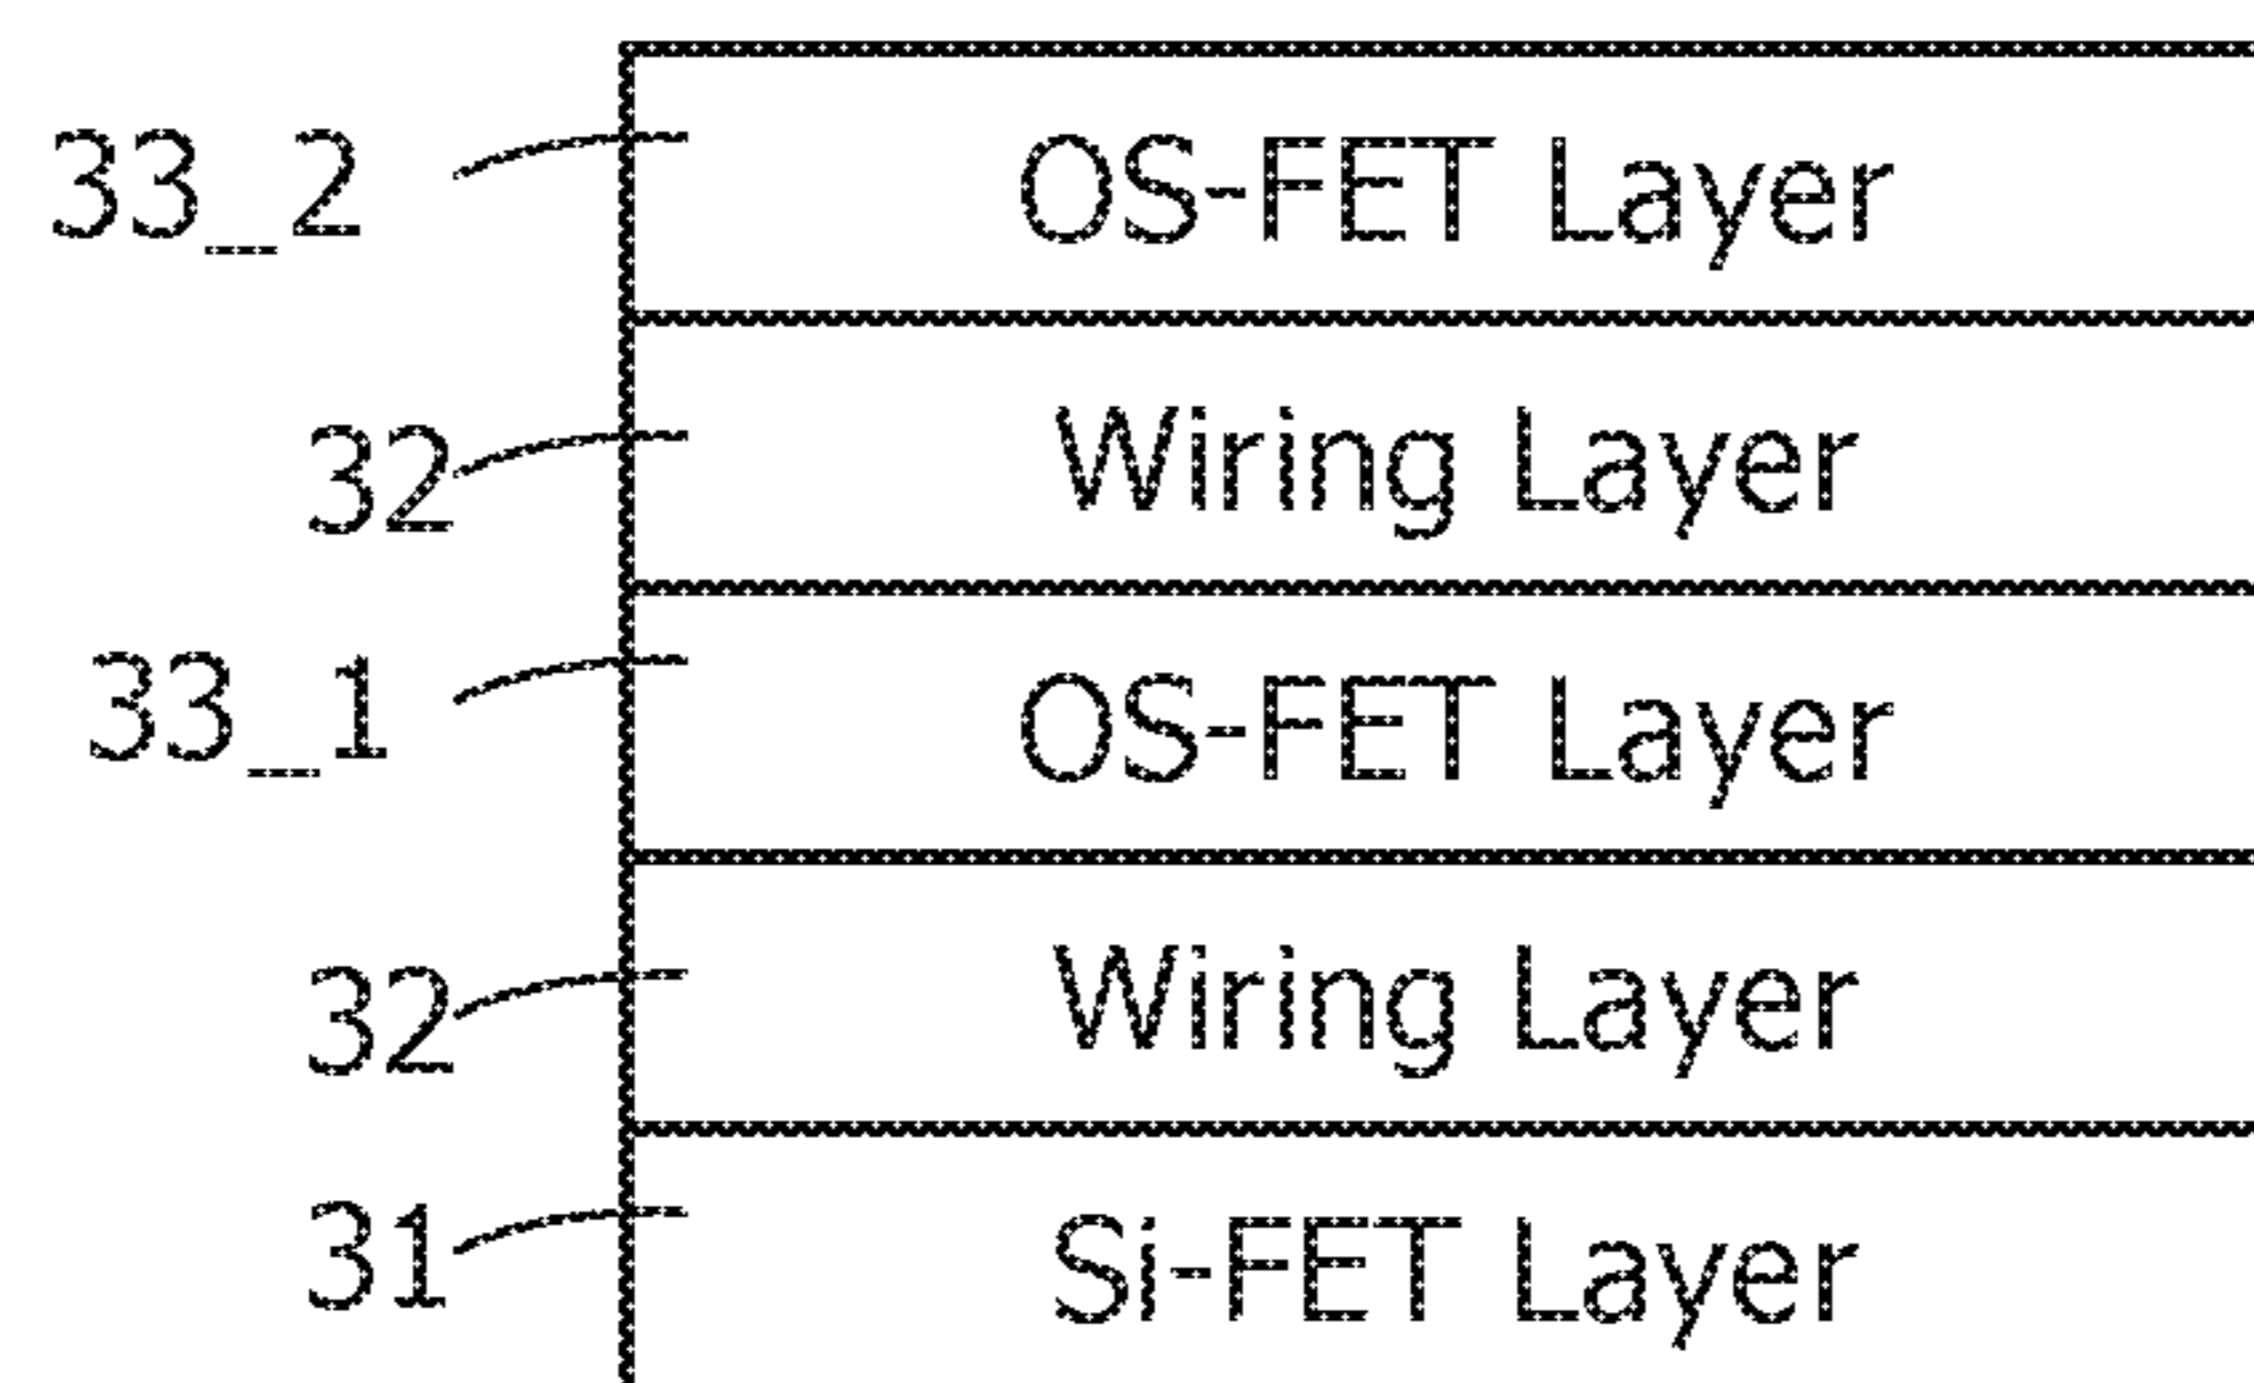 33_2 OS-FET Layer
32 Wiring Layer
33_1 OS-FET Layer
32 Wiring Layer
31 Si-FET Layer